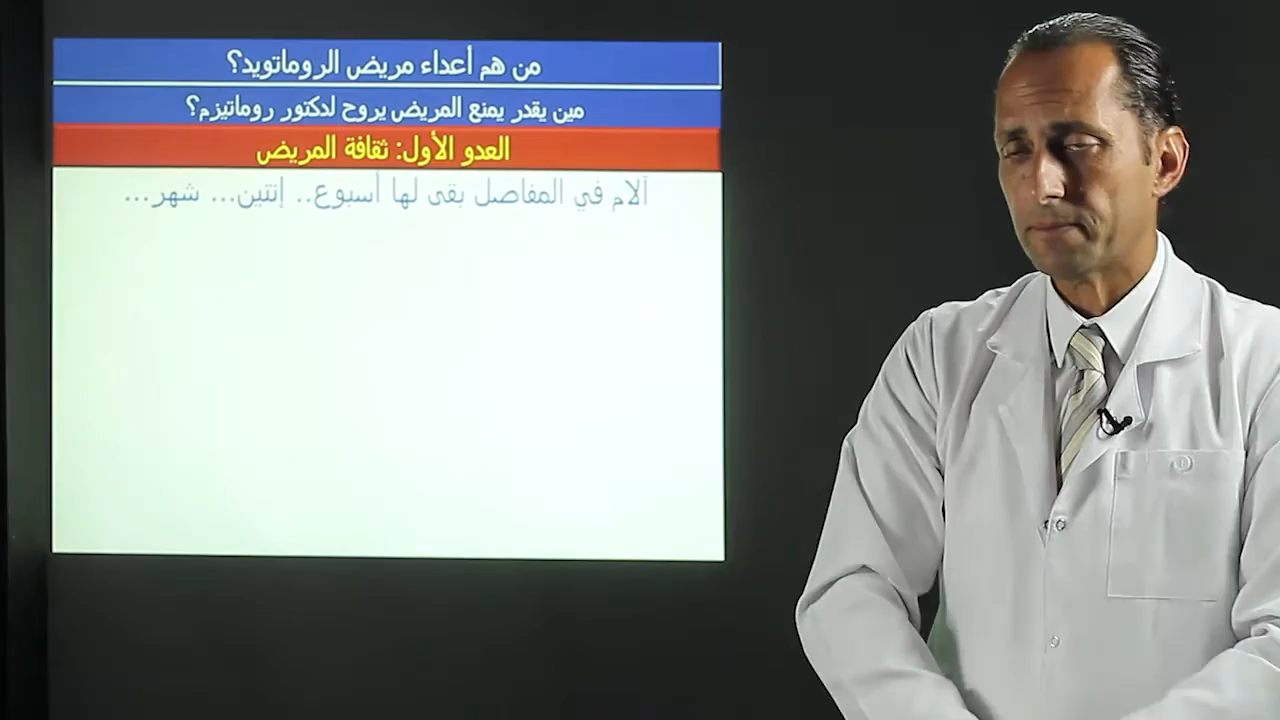 من هم أعداء مريض الروماتويد؟
مين يقدر يمنع المريض يروح لدكتور روماتيزم؟
العدو الأول: ثقافة المريض
آلام في المفاصل بقى لها أسبوع.. إتنين... شهر...